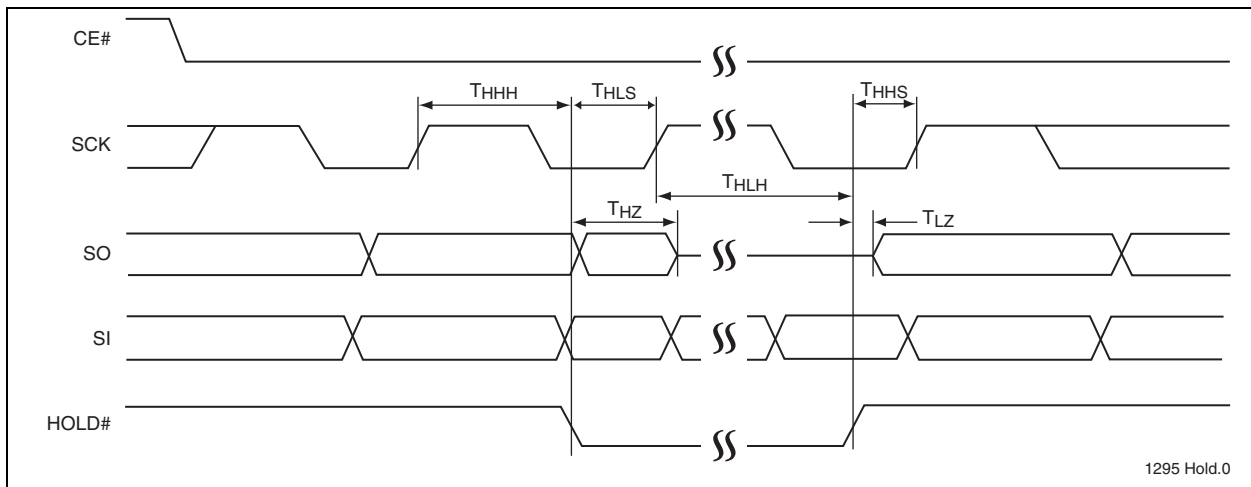 CE#
THHH
THLS
THHS
SCK
THLH
THZ
TLZ
SO
SI
HOLD#
1295 Hold.0